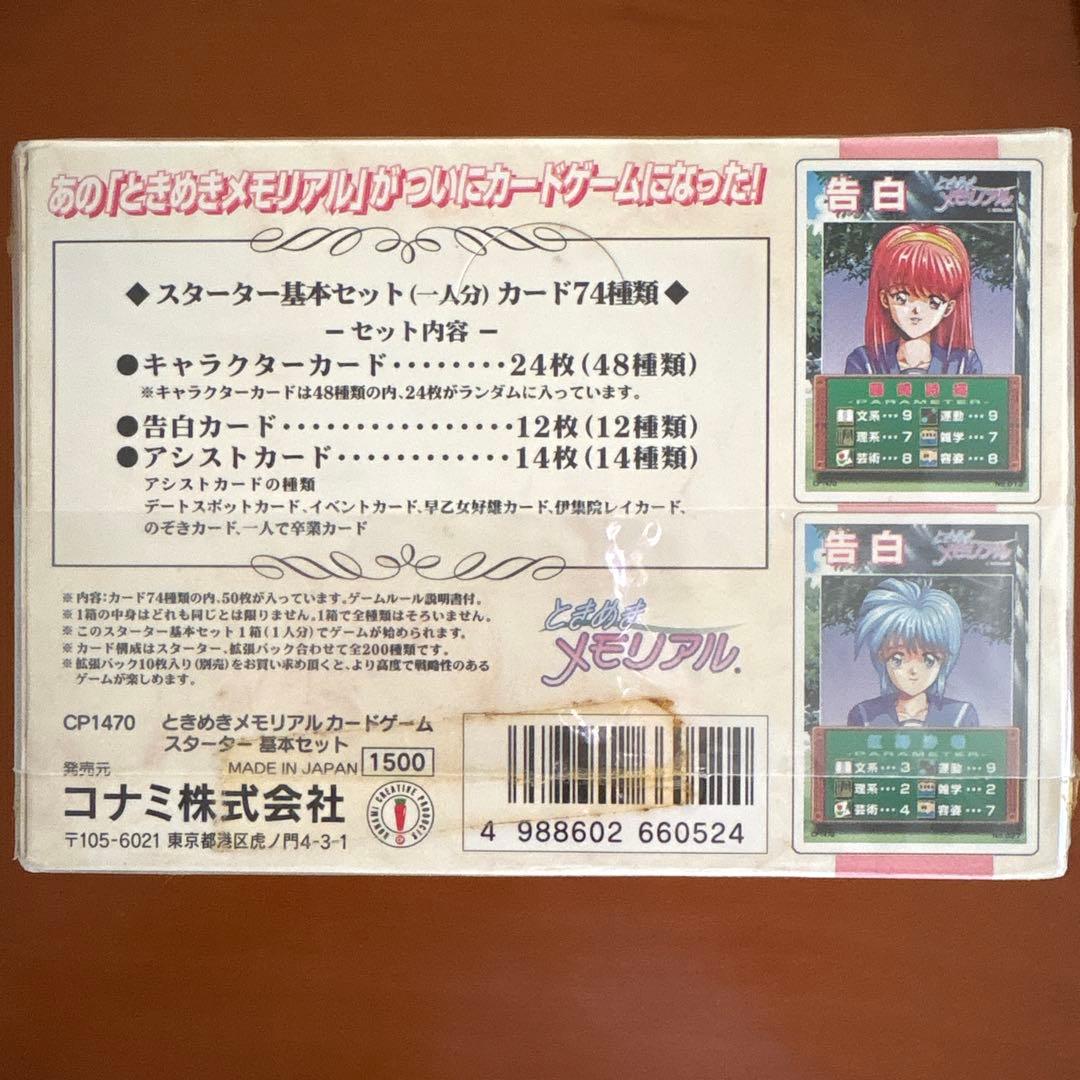 あの「ときめきメモリアル」がついにカードゲームになった!
◆スターター基本セット(一人分)カード74種類◆
－セット内容－
●キャラクターカード・・・・・・・・24枚(48種類)
※キャラクターカードは48種類の内、24枚がランダムに入っています。
●告白カード・・・・・・・・・・・・・・・・12枚(12種類)
●アシストカード・・・・・・・・・・・・14枚(14種類)
アシストカードの種類
デートスポットカード、イベントカード、早乙女好雄カード、伊集院レイカード、
のぞきカード、一人で卒業カード
※内容:カード74種類の内、50枚が入っています。ゲームルール説明書付。
※1箱の中身はどれも同じとは限りません。1箱で全種類はそろいません。
※このスターター基本セット1箱(1人分)でゲームが始められます。
※カード構成はスターター、拡張パック合わせて全200種類です。
※拡張パック10枚入り(別売)をお買い求め頂くと、より高度で戦略性のある
ゲームが楽しめます。
ときめき
メモリアル®
CP1470 ときめきメモリアル カードゲーム
スターター 基本セット
MADE IN JAPAN 1500
発売元
コナミ株式会社
〒105-6021 東京都港区虎ノ門4-3-1
KONAMI CREATIVE PRODUCTS
4 988602 660524
告白 ときめきメモリアル
藤崎詩織
-PARAMETER-
文系・・・9 運動・・・9
理系・・・7 雑学・・・7
芸術・・・8 容姿・・・8
CP1470
告白 ときめきメモリアル
-PARAMETER-
文系・・・3 運動・・・9
理系・・・2 雑学・・・2
芸術・・・4 容姿・・・7
CP1470